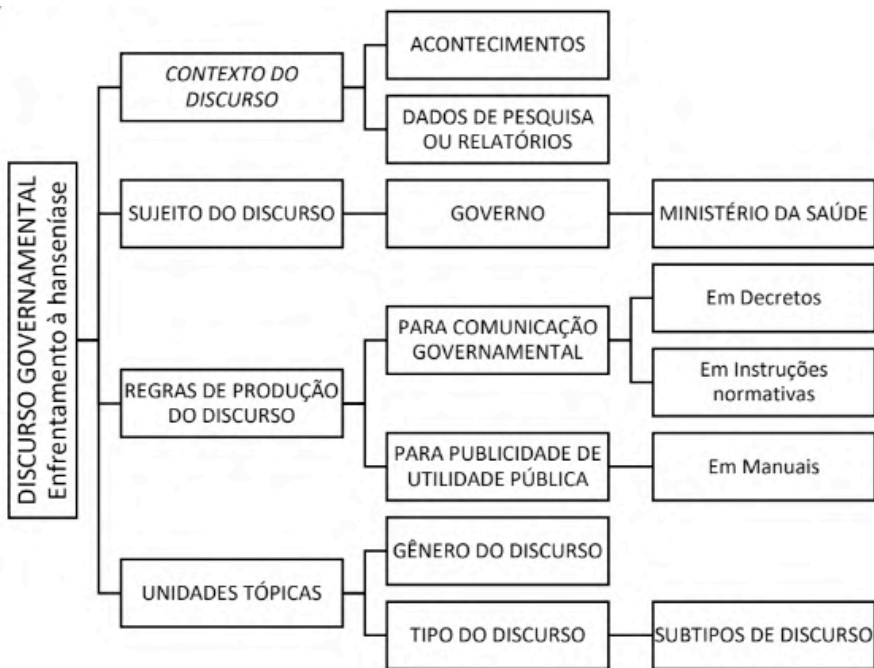 DISCURSO GOVERNAMENTAL
Enfrentamento à hanseníase
CONTEXTO DO
DISCURSO
ACONTECIMENTOS
DADOS DE PESQUISA
OU RELATÓRIOS
SUJEITO DO DISCURSO
GOVERNO
MINISTÉRIO DA SAÚDE
REGRAS DE PRODUÇÃO
DO DISCURSO
PARA COMUNICAÇÃO
GOVERNAMENTAL
Em Decretos
Em Instruções
normativas
PARA PUBLICIDADE DE
UTILIDADE PÚBLICA
Em Manuais
UNIDADES TÓPICAS
GÊNERO DO DISCURSO
TIPO DO DISCURSO
SUBTIPOS DE DISCURSO